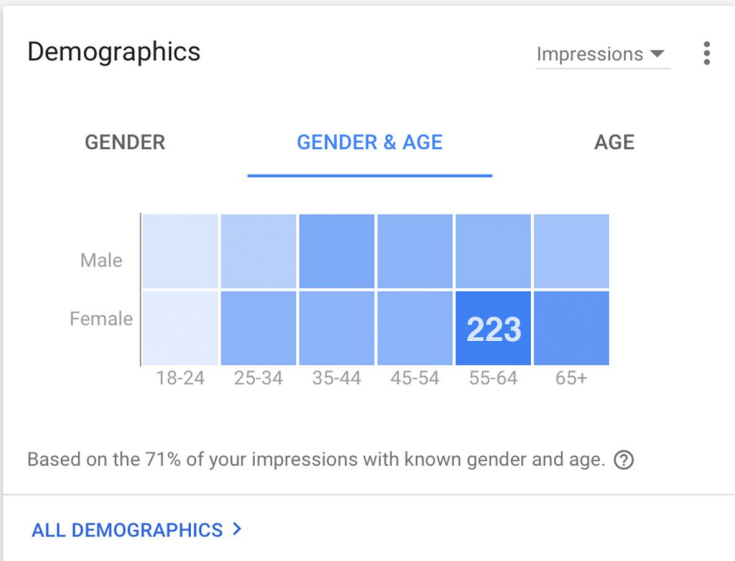 Demographics
Impressions
GENDER
GENDER & AGE
AGE
Male
Female
223
18-24 25-34 35-44 45-54 55-64 65+
Based on the 71% of your impressions with known gender and age. ?
ALL DEMOGRAPHICS >